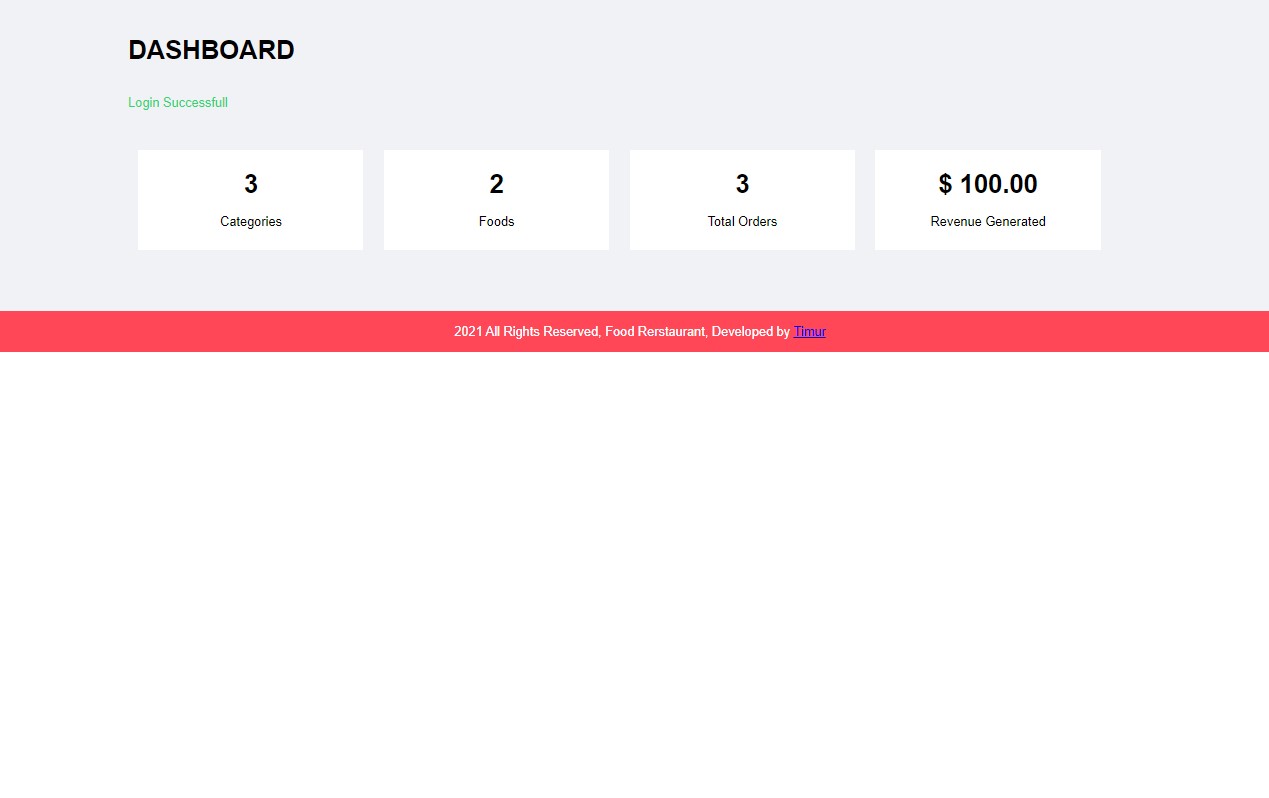 DASHBOARD
Login Successfull
3
Categories
2
Foods
3
Total Orders
$ 100.00
Revenue Generated
2021 All Rights Reserved, Food Rerstaurant, Developed by Timur